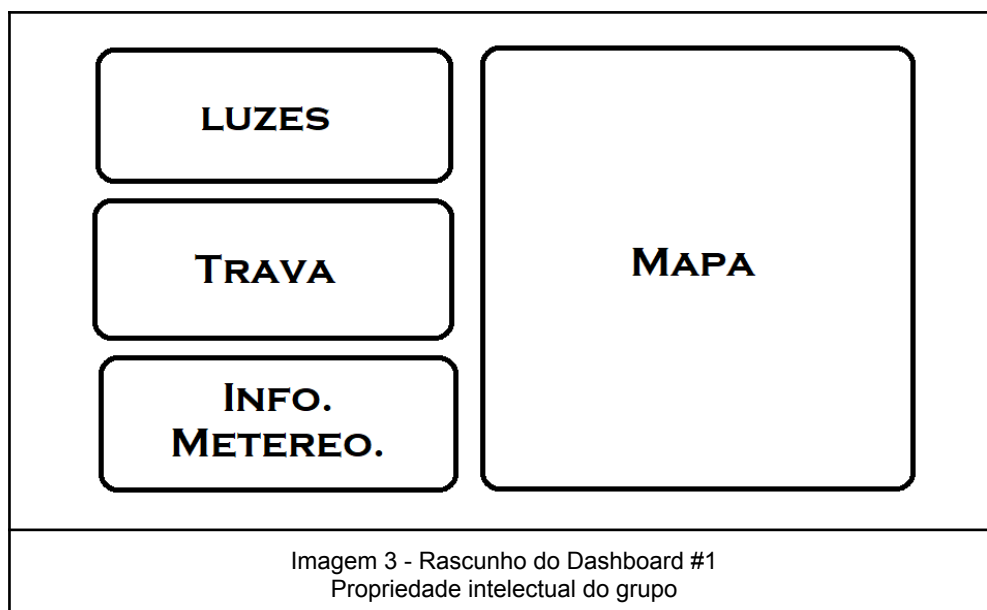 LUZES
TRAVA
INFO.
METEREO.
MAPA
Imagem 3 - Rascunho do Dashboard #1
Propriedade intelectual do grupo